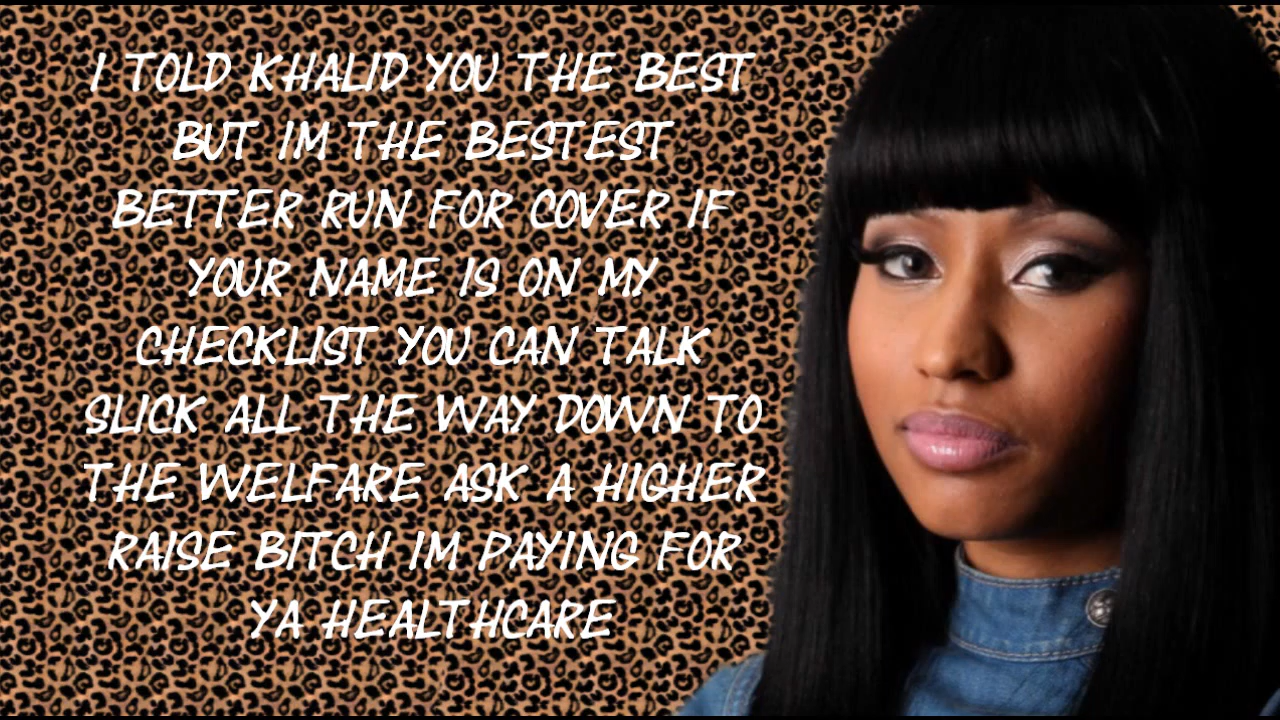 I TOLD KHALID YOU THE BEST
BUT IM THE BESTEST
BETTER RUN FOR COVER IF
YOUR NAME IS ON MY
CHECKLIST YOU CAN TALK
SLICK ALL THE WAY DOWN TO
THE WELFARE ASK A HIGHER
RAISE BITCH IM PAYING FOR
YA HEALTHCARE